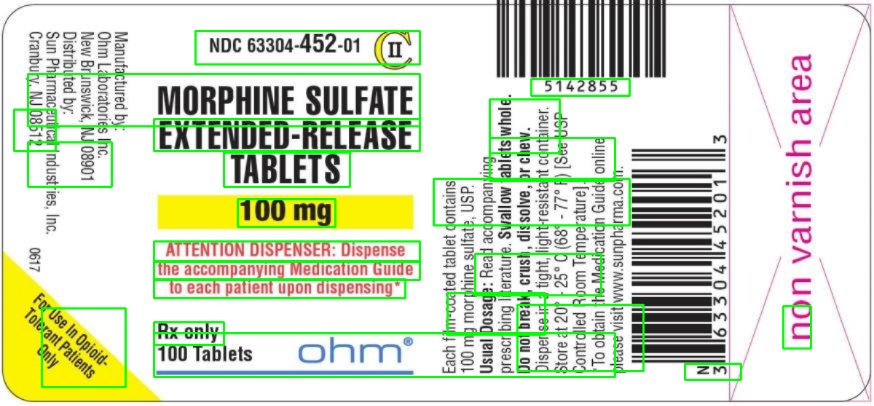 Manufactured by:
Ohm Laboratories Inc.
New Brunswick, NJ 08901
Distributed by:
Sun Pharmaceutical Industries, Inc.
Cranbury, NJ 08512
0617
For Use In Opioid-
Tolerant Patients
Only
NDC 63304-452-01
CII
MORPHINE SULFATE
EXTENDED-RELEASE
TABLETS
100 mg
ATTENTION DISPENSER: Dispense
the accompanying Medication Guide
to each patient upon dispensing*
Rx only
100 Tablets
ohm®
Each film-coated tablet contains
100 mg morphine sulfate, USP.
Usual Dosage: Read accompanying
prescribing literature. Swallow tablets whole.
Do not break, crush, dissolve, or chew.
Dispense in a tight, light-resistant container.
Store at 20° - 25° C (68° - 77° F) [See USP
Controlled Room Temperature].
*To obtain the Medication Guide online
please visit www.sunpharma.com.
5142855
N
3 63304 45201 3
non varnish area